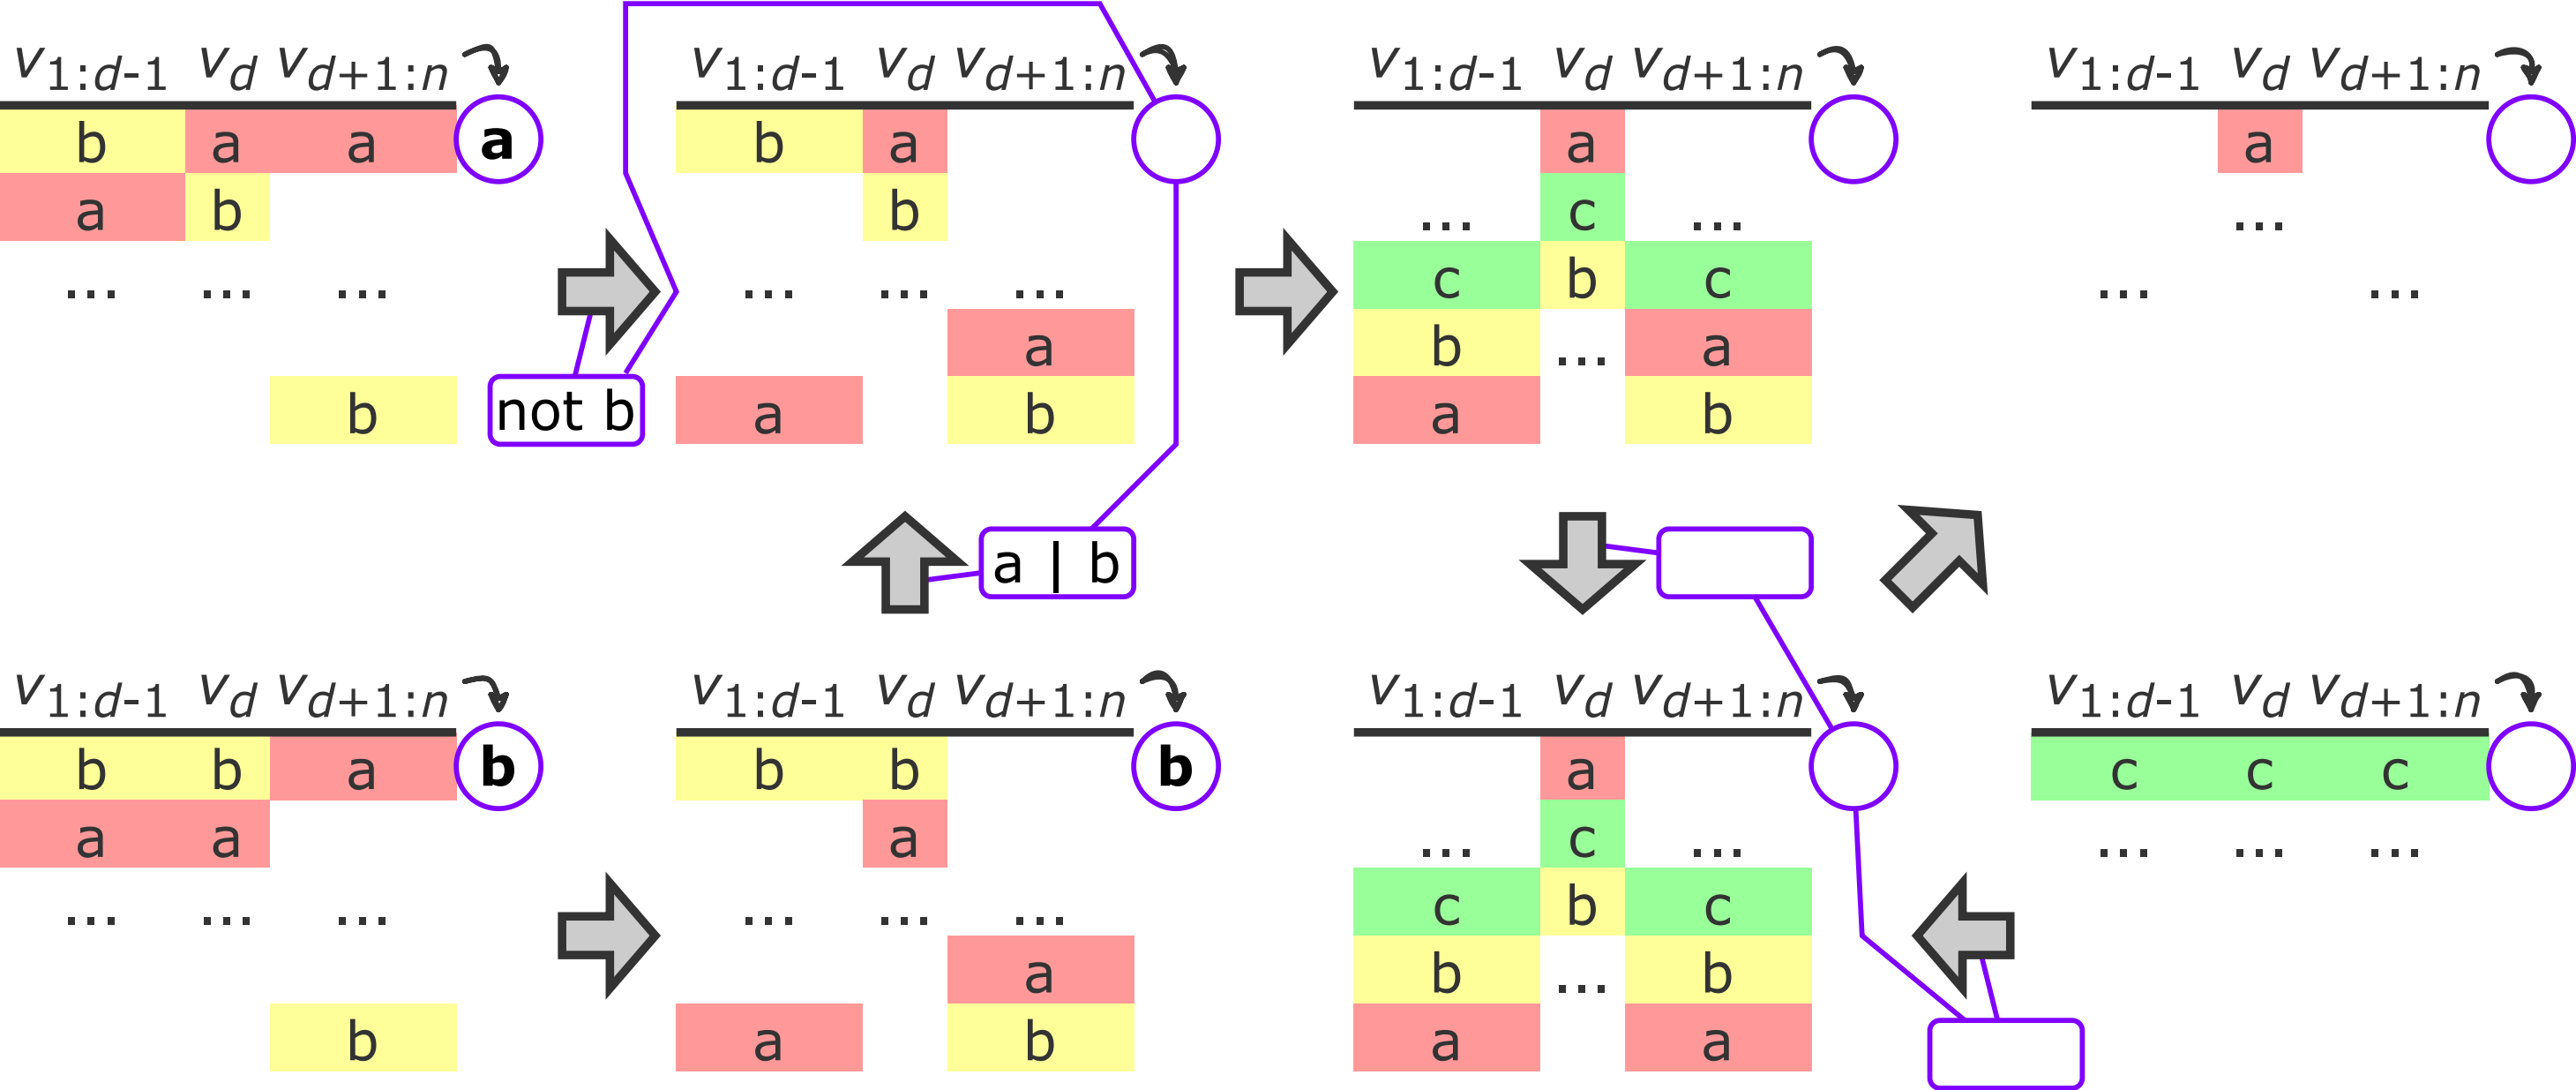 v1:d-1 vd vd+1:n
b a a a
a b
... ... ...
b
not b
v1:d-1 vd vd+1:n
b a
b
... ... ...
a
a b
a | b
v1:d-1 vd vd+1:n
a
... c ...
c b c
b ... a
a b
v1:d-1 vd vd+1:n
a
...
... ...
v1:d-1 vd vd+1:n
b b a b
a a
... ... ...
b
v1:d-1 vd vd+1:n
b b b
a
... ... ...
a
a b
v1:d-1 vd vd+1:n
a
... c ...
c b c
b ... b
a a
v1:d-1 vd vd+1:n
c c c
... ... ...